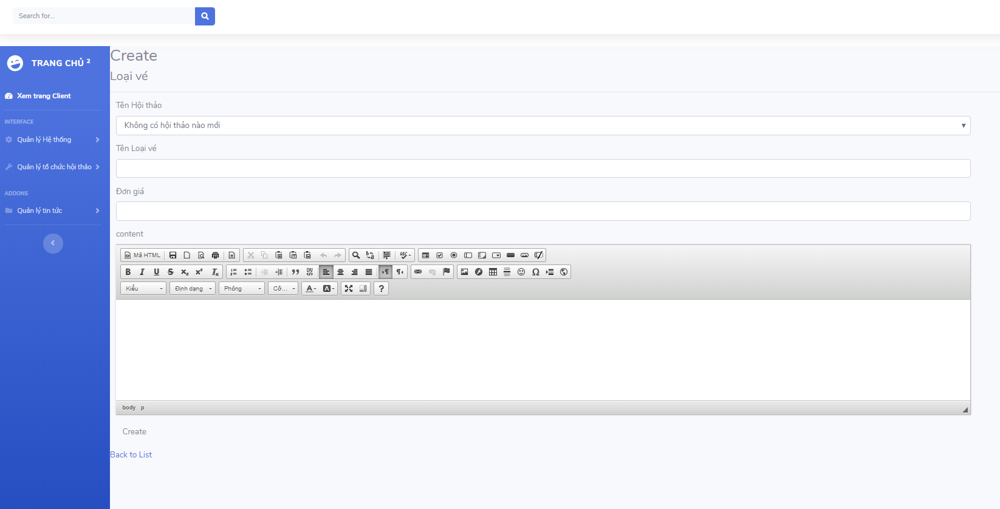 Search for...
TRANG CHỦ 2
Xem trang Client
INTERFACE
Quản lý Hệ thống
Quản lý tổ chức hội thảo
ADDONS
Quản lý tin tức
Create
Loại vé
Tên Hội thảo
Không có hội thảo nào mới
Tên Loại vé
Đơn giá
content
Mã HTML
Kiểu Định dạng Phông Cỡ...
body p
Create
Back to List